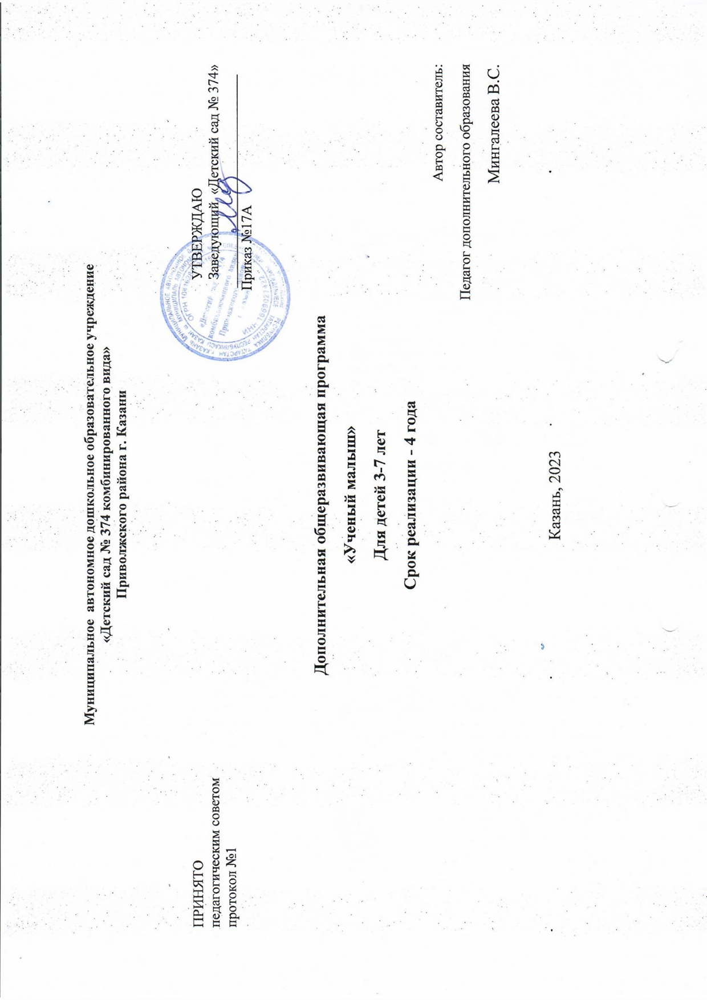 Муниципальное автономное дошкольное образовательное учреждение
«Детский сад № 374 комбинированного вида»
Приволжского района г. Казани
ПРИНЯТО
педагогическим советом
протокол №1
УТВЕРЖДАЮ
Заведующий «Детский сад № 374»
Приказ №17А
Дополнительная общеразвивающая программа
«Ученый малыш»
Для детей 3-7 лет
Срок реализации - 4 года
Автор составитель:
Педагог дополнительного образования
Мингалеева В.С.
Казань, 2023